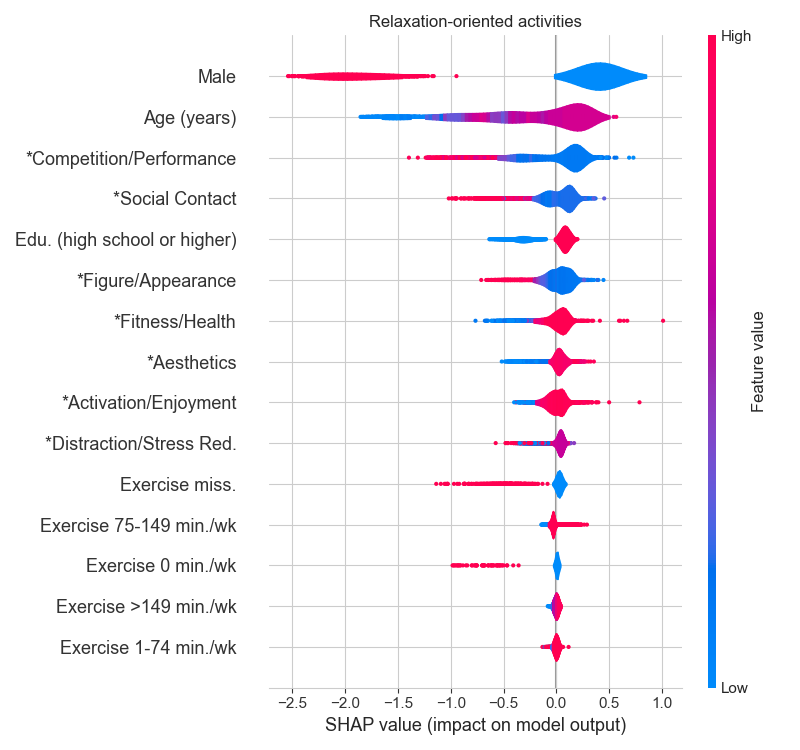 Relaxation-oriented activities
High
Male
Age (years)
*Competition/Performance
*Social Contact
Edu. (high school or higher)
*Figure/Appearance
*Fitness/Health
*Aesthetics
*Activation/Enjoyment
*Distraction/Stress Red.
Exercise miss.
Exercise 75-149 min./wk
Exercise 0 min./wk
Exercise >149 min./wk
Exercise 1-74 min./wk
Feature value
Low
−2.5 −2.0 −1.5 −1.0 −0.5 0.0 0.5 1.0
SHAP value (impact on model output)